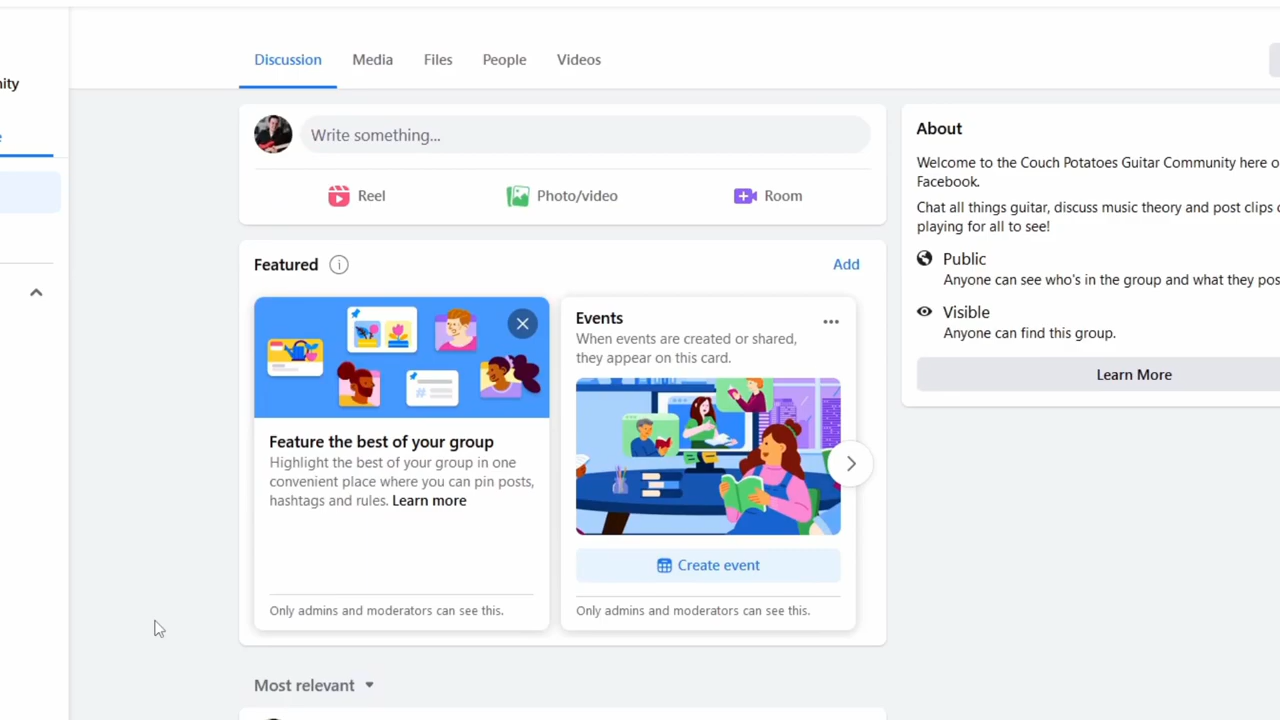 Discussion Media Files People Videos
nity
e
Write something...
Reel Photo/video Room
Featured
Add
Feature the best of your group
Highlight the best of your group in one
convenient place where you can pin posts,
hashtags and rules. Learn more
Only admins and moderators can see this.
Events
When events are created or shared,
they appear on this card.
Create event
Only admins and moderators can see this.
Most relevant
About
Welcome to the Couch Potatoes Guitar Community here o
Facebook.
Chat all things guitar, discuss music theory and post clips
playing for all to see!
Public
Anyone can see who's in the group and what they pos
Visible
Anyone can find this group.
Learn More